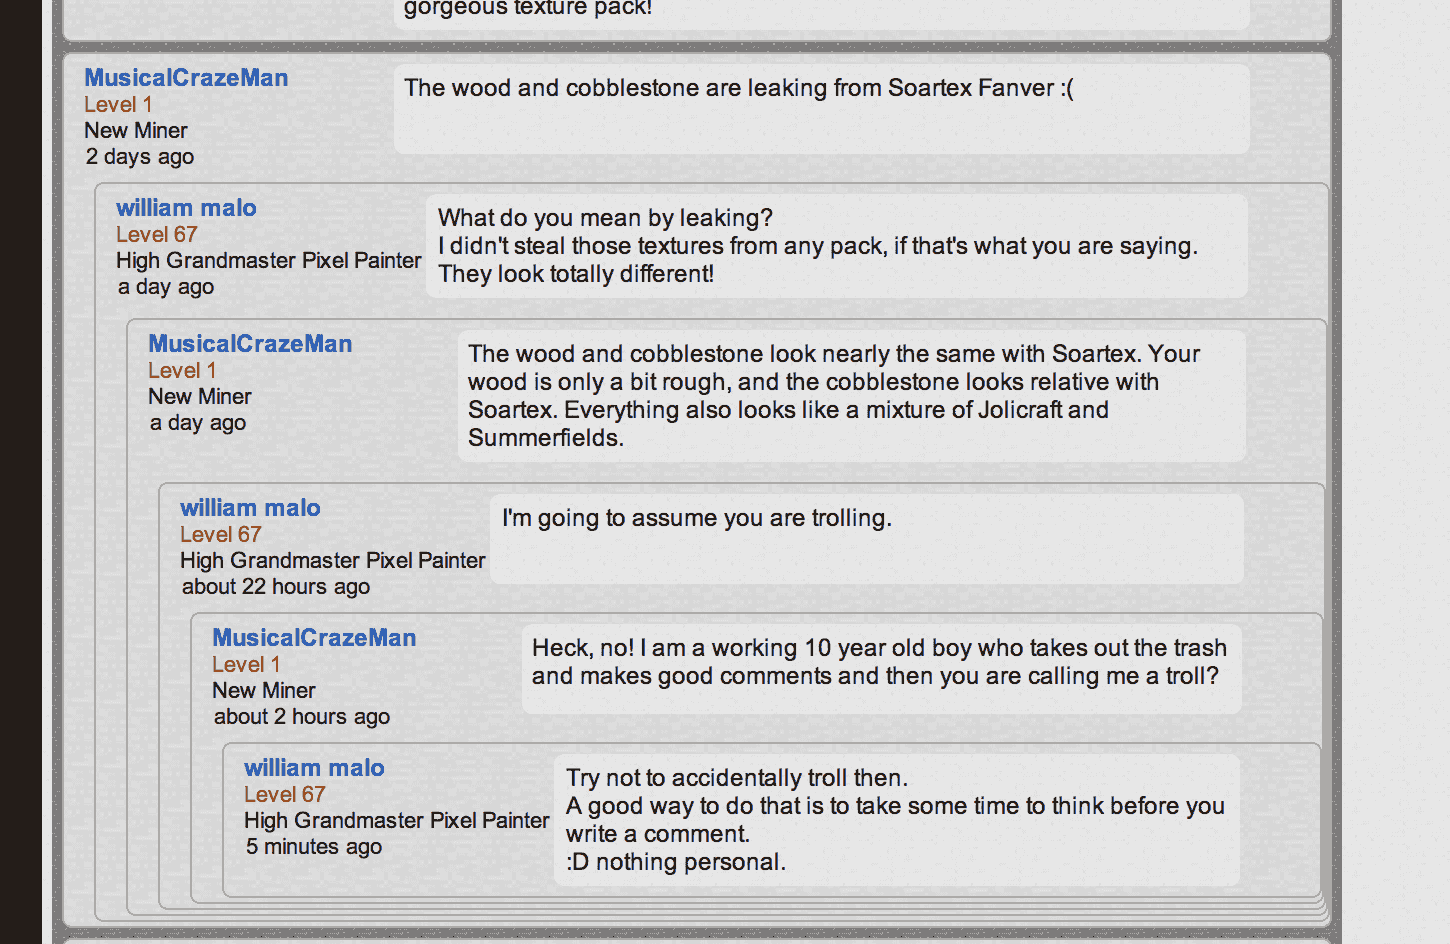 gorgeous texture pack!
MusicalCrazeMan
Level 1
New Miner
2 days ago
The wood and cobblestone are leaking from Soartex Fanver :(
william malo
Level 67
High Grandmaster Pixel Painter
a day ago
What do you mean by leaking?
I didn't steal those textures from any pack, if that's what you are saying.
They look totally different!
MusicalCrazeMan
Level 1
New Miner
a day ago
The wood and cobblestone look nearly the same with Soartex. Your
wood is only a bit rough, and the cobblestone looks relative with
Soartex. Everything also looks like a mixture of Jolicraft and
Summerfields.
william malo
Level 67
High Grandmaster Pixel Painter
about 22 hours ago
I'm going to assume you are trolling.
MusicalCrazeMan
Level 1
New Miner
about 2 hours ago
Heck, no! I am a working 10 year old boy who takes out the trash
and makes good comments and then you are calling me a troll?
william malo
Level 67
High Grandmaster Pixel Painter
5 minutes ago
Try not to accidentally troll then.
A good way to do that is to take some time to think before you
write a comment.
:D nothing personal.